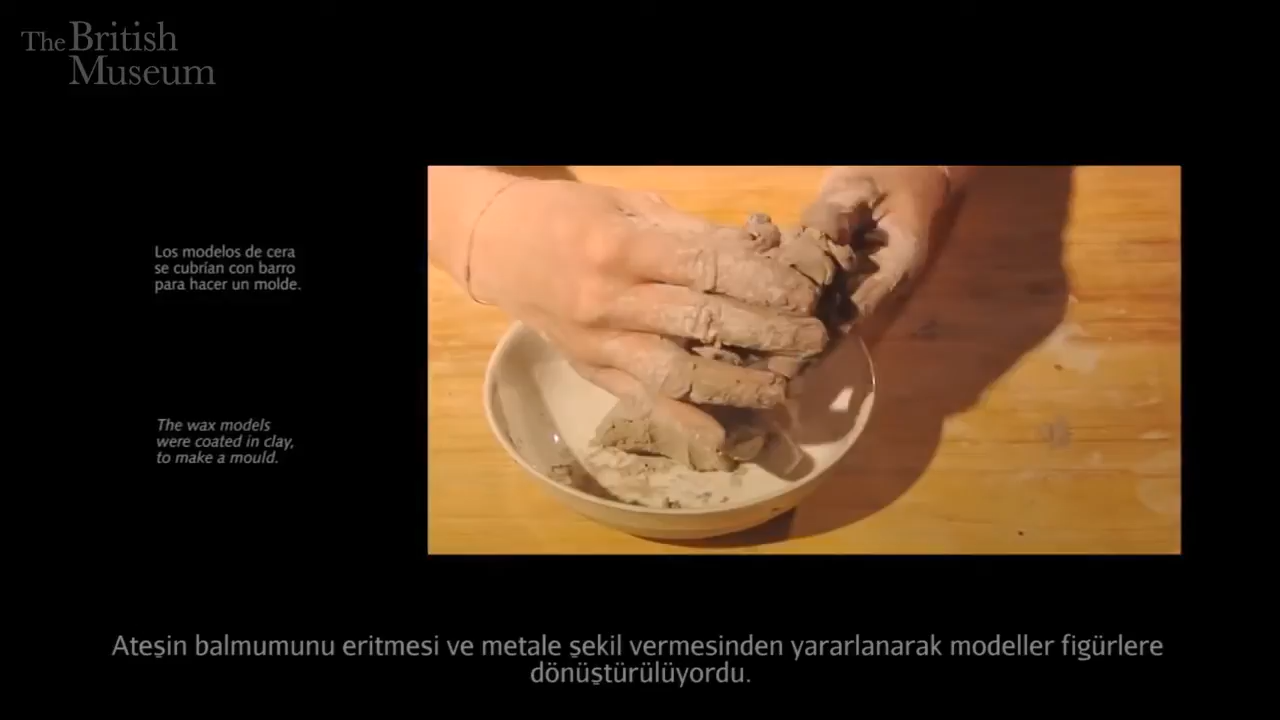 The British
Museum
Los modelos de cera
se cubrían con barro
para hacer un molde.
The wax models
were coated in clay,
to make a mould.
Ateşin balmumunu eritmesi ve metale şekil vermesinden yararlanarak modeller figürlere
dönüştürülüyordu.